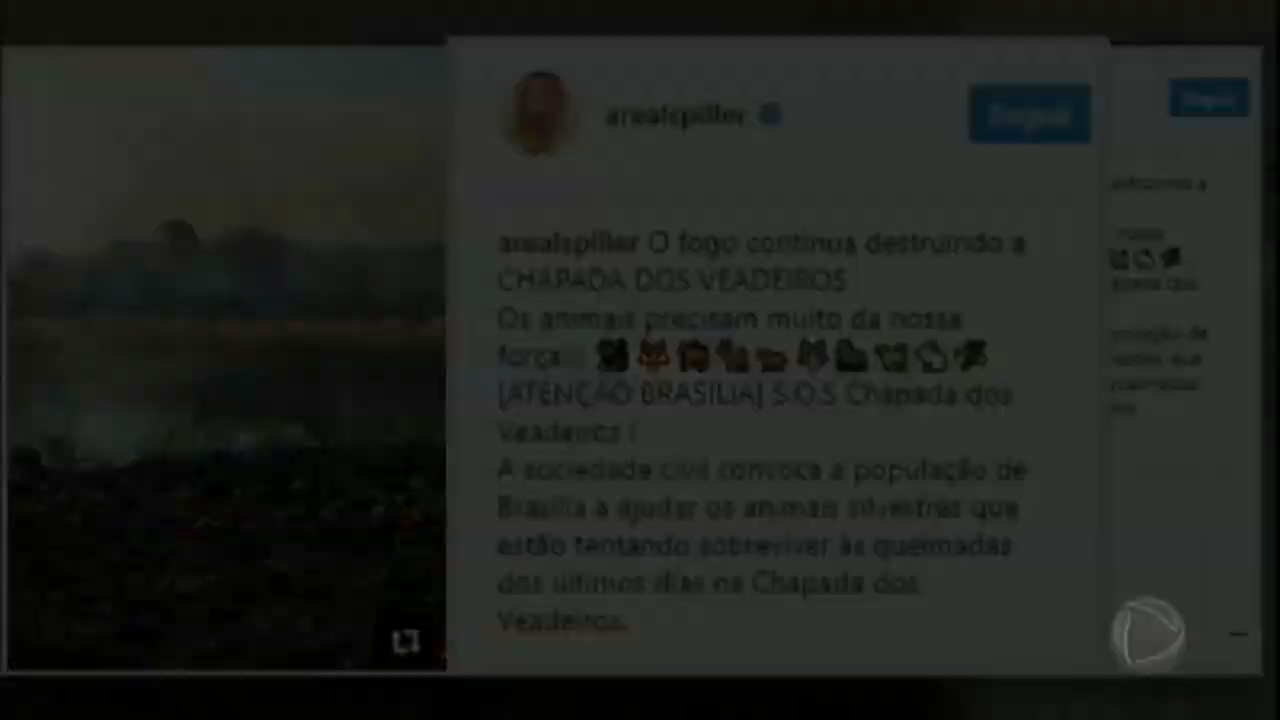 arealspiller
Seguir
arealspiller O fogo continua destruindo a
CHAPADA DOS VEADEIROS
Os animais precisam muito da nossa
força
[ATENÇÃO BRASÍLIA] S.O.S Chapada dos
Veadeiros !
A sociedade civil convoca a população de
Brasília a ajudar os animais silvestres que
estão tentando sobreviver às queimadas
dos últimos dias na Chapada dos
Veadeiros.